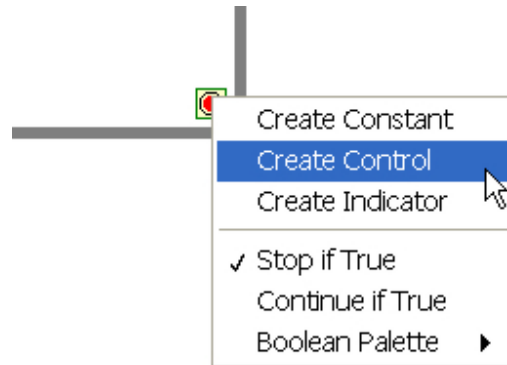 Create Constant
Create Control
Create Indicator
Stop if True
Continue if True
Boolean Palette